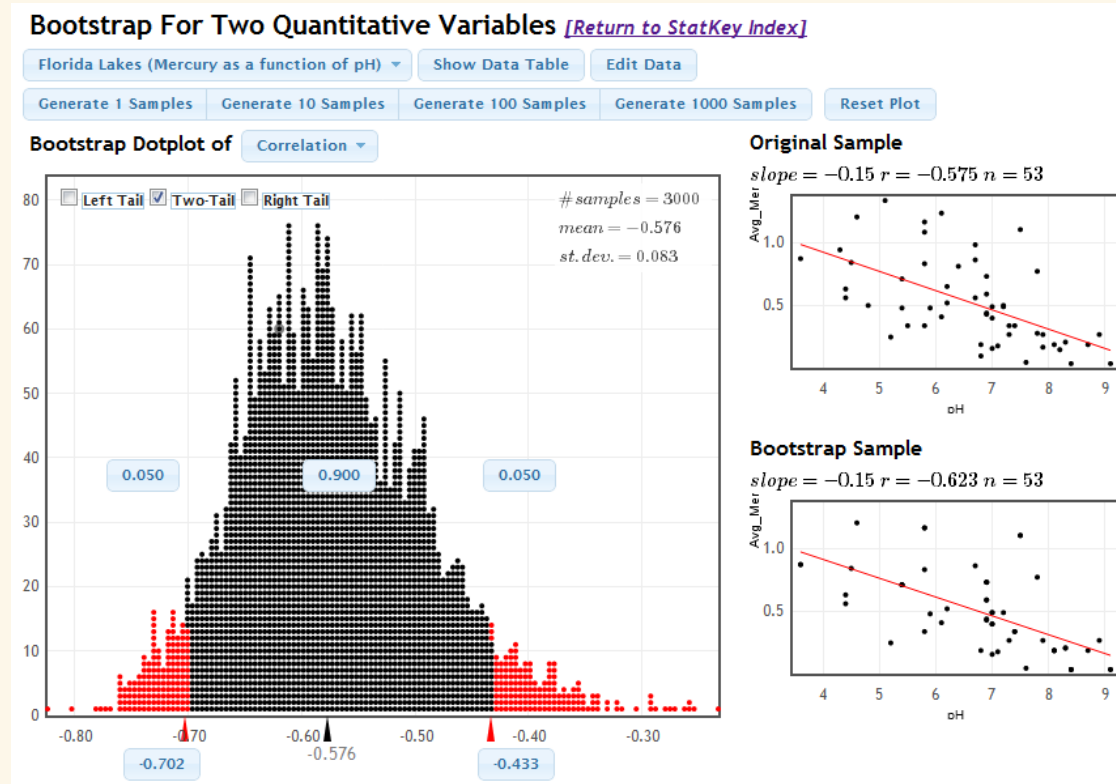 Bootstrap For Two Quantitative Variables [Return to StatKey Index]
Florida Lakes (Mercury as a function of pH) Show Data Table Edit Data
Generate 1 Samples Generate 10 Samples Generate 100 Samples Generate 1000 Samples Reset Plot
Bootstrap Dotplot of Correlation
Left Tail Two-Tail Right Tail
# samples = 3000
mean = −0.576
st. dev. = 0.083
80
70
60
50
40
30
20
10
0
0.050 0.900 0.050
-0.80 -0.70 -0.60 -0.50 -0.40 -0.30
-0.576
-0.702 -0.433
Original Sample
slope = −0.15 r = −0.575 n = 53
Avg_Mer
1.0
0.5
4 5 6 7 8 9
pH
Bootstrap Sample
slope = −0.15 r = −0.623 n = 53
Avg_Mer
1.0
0.5
4 5 6 7 8 9
pH